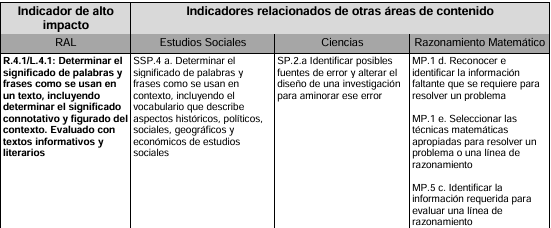 Indicador de alto
impacto
Indicadores relacionados de otras áreas de contenido
RAL
Estudios Sociales
Ciencias
Razonamiento Matemático
R.4.1/L.4.1: Determinar el
significado de palabras y
frases como se usan en
un texto, incluyendo
determinar el significado
connotativo y figurado del
contexto. Evaluado con
textos informativos y
literarios
SSP.4 a. Determinar el
significado de palabras y
frases como se usan en
contexto, incluyendo el
vocabulario que describe
aspectos históricos, políticos,
sociales, geográficos y
económicos de estudios
sociales
SP.2.a Identificar posibles
fuentes de error y alterar el
diseño de una investigación
para aminorar ese error
MP.1 d. Reconocer e
identificar la información
faltante que se requiere para
resolver un problema
MP.1 e. Seleccionar las
técnicas matemáticas
apropiadas para resolver un
problema o una línea de
razonamiento
MP.5 c. Identificar la
información requerida para
evaluar una línea de
razonamiento